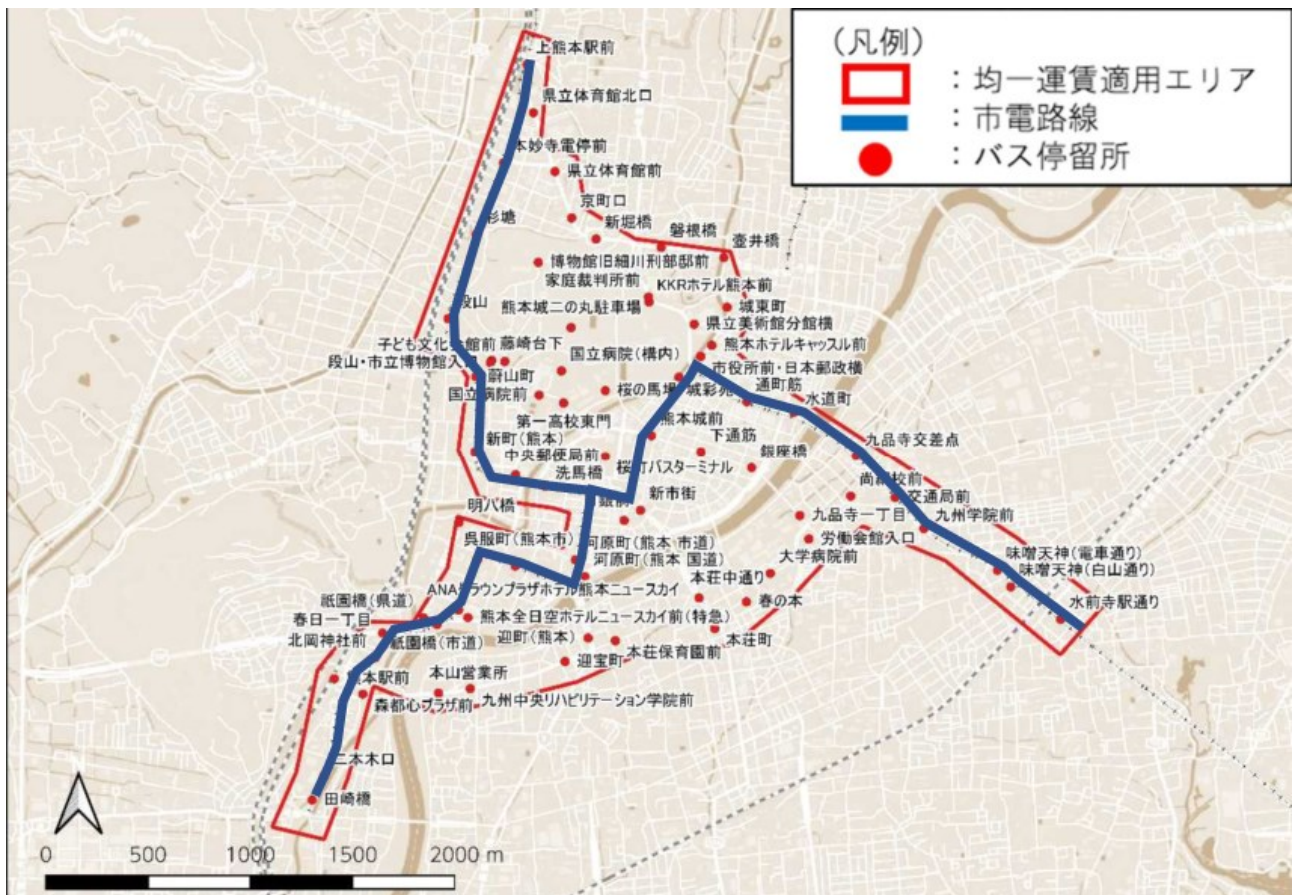 (凡例)
：均一運賃適用エリア
：市電路線
：バス停留所
上熊本駅前
県立体育館北口
本妙寺電停前
県立体育館前
京町口
杉塘
新堀橋
磐根橋
壺井橋
博物館旧細川刑部邸前
家庭裁判所前
KKRホテル熊本前
熊本城二の丸駐車場
城東町
段山
県立美術館分館横
子ども文化会館前
藤崎台下
熊本ホテルキャッスル前
段山・市立博物館入
国立病院(構内)
市役所前・日本郵政横
蔚山町
国立病院前
桜の馬場
城彩苑
通町筋
水道町
第一高校東門
熊本城前
下通筋
九品寺交差点
新町(熊本)
中央郵便局前
洗馬橋
桜町バスターミナル
銀座橋
尚絅校前
交通局前
新市街
明八橋
九品寺一丁目
九州学院前
呉服町(熊本市)
河原町(熊本 市道)
労働会館入口
河原町(熊本 国道)
大学病院前
味噌天神(電車通り)
味噌天神(白山通り)
本荘中通り
ANAクラウンプラザホテル熊本ニュースカイ
祇園橋(県道)
春の本
水前寺駅通り
春日一丁目
熊本全日空ホテルニュースカイ前(特急)
北岡神社前
祇園橋(市道)
迎町(熊本)
本荘町
本荘保育園前
本山営業所
迎宝町
熊本駅前
森都心プラザ前
九州中央リハビリテーション学院前
二本木口
田崎橋
0
500
1000
1500
2000 m